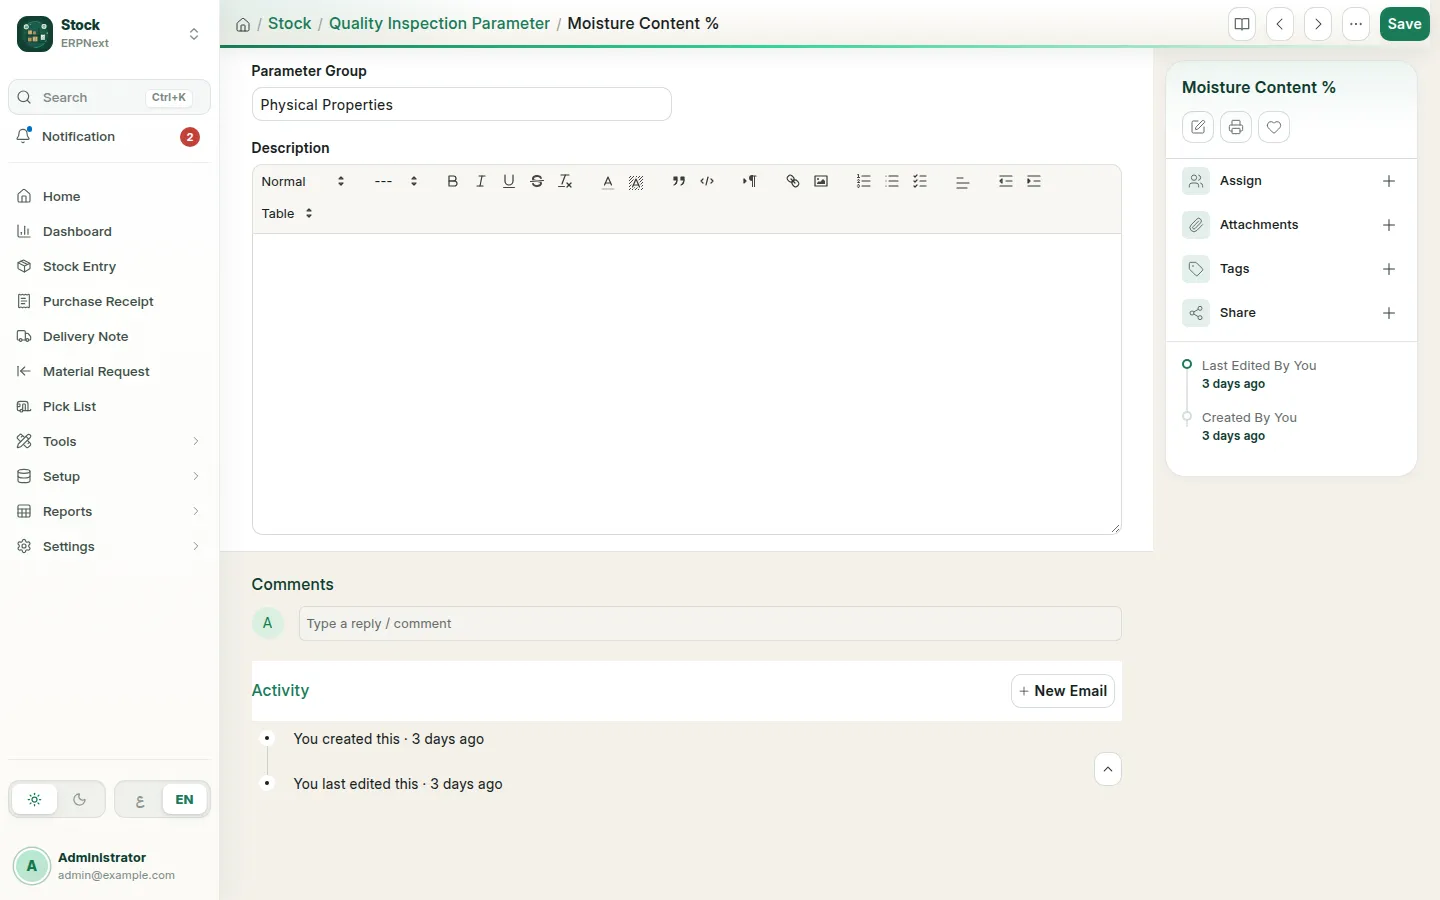 Stock
ERPNext
Search
Ctrl+K
Notification
2
Home
Dashboard
Stock Entry
Purchase Receipt
Delivery Note
Material Request
Pick List
Tools
Setup
Reports
Settings
ع
EN
A
Administrator
admin@example.com
/ Stock / Quality Inspection Parameter / Moisture Content %
Save
Parameter Group
Physical Properties
Description
Normal
---
Table
Comments
A
Type a reply / comment
Activity
New Email
You created this · 3 days ago
You last edited this · 3 days ago
Moisture Content %
Assign
Attachments
Tags
Share
Last Edited By You
3 days ago
Created By You
3 days ago